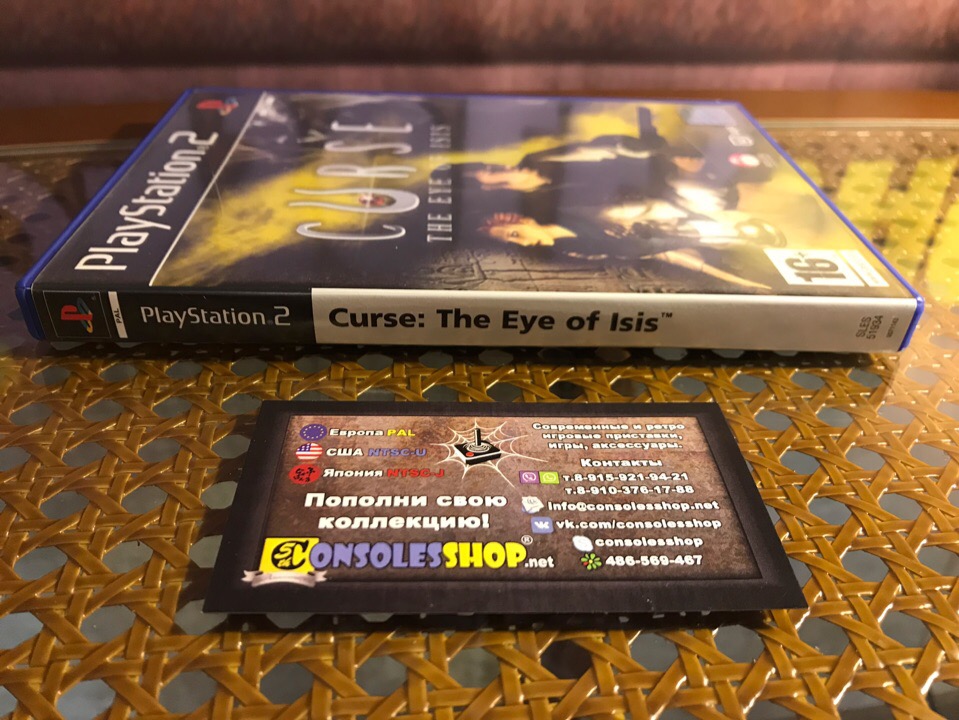 PlayStation.2
CURSE
THE EYE OF ISIS
16+
PAL
PlayStation 2
Curse: The Eye of Isis™
SLES
51934
Европа PAL
США NTSC-U
Япония NTSC-J
Пополни свою
коллекцию!
CONSOLESSHOP®.net
Современные и ретро
игровые приставки,
игры, аксессуары.
Контакты
т.8-915-921-94-21
т.8-910-376-17-88
info@consolesshop.net
vk.com/consolesshop
consolesshop
486-569-467